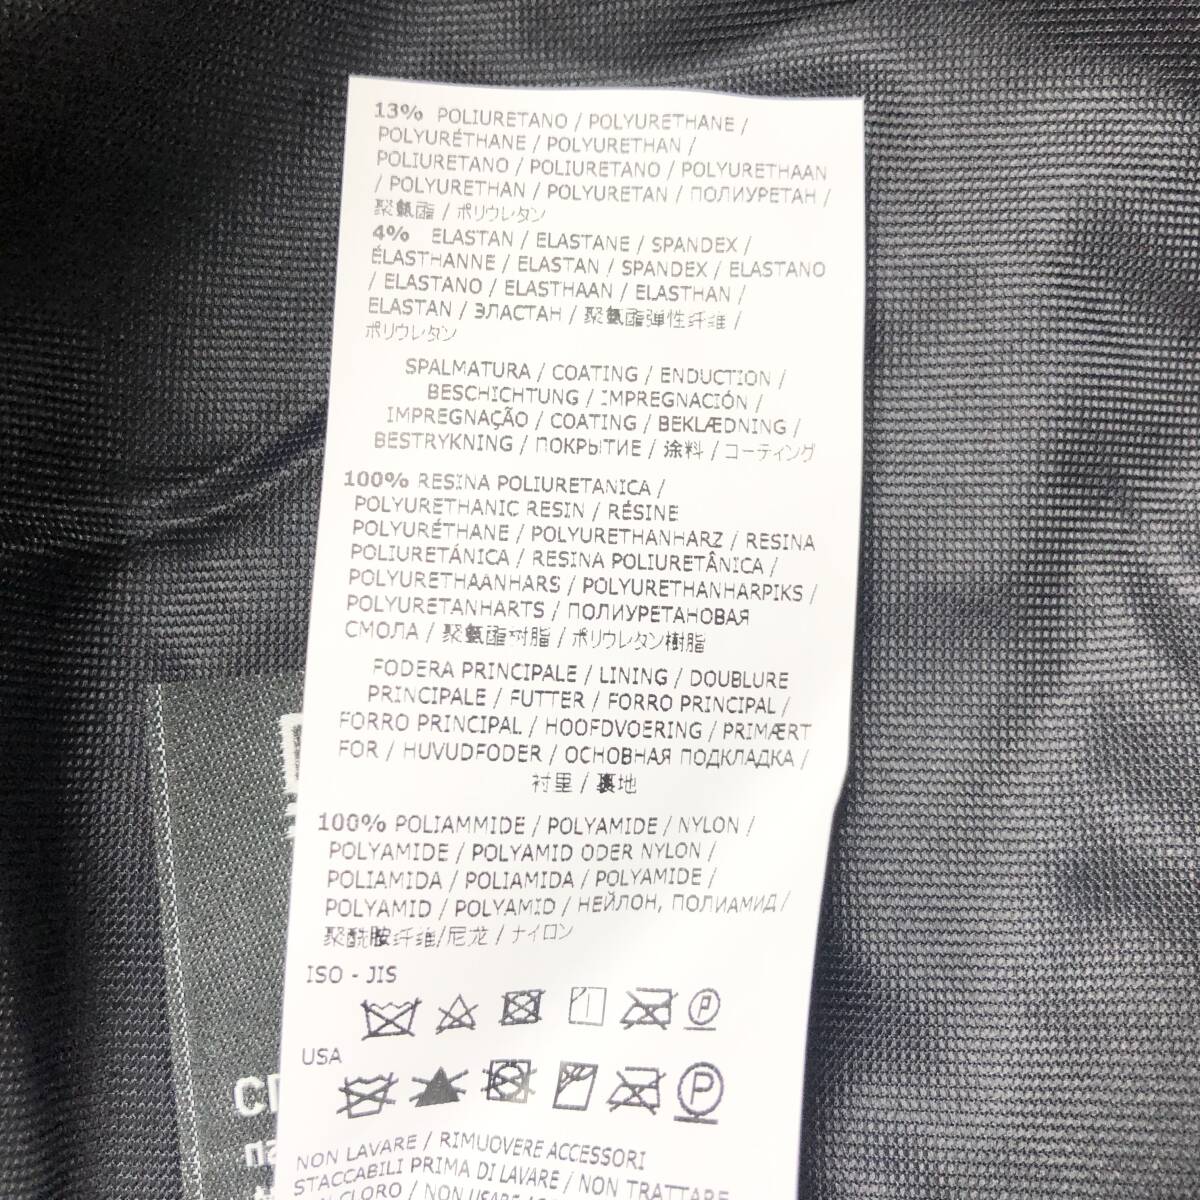 13% POLIURETANO / POLYURETHANE /
POLYURÉTHANE / POLYURETHAN /
POLIURETANO / POLIURETANO / POLYURETHAAN
/ POLYURETHAN / POLYURETAN / ПОЛИУРЕТАН /
聚氨酯 / ポリウレタン
4% ELASTAN / ELASTANE / SPANDEX /
ÉLASTHANNE / ELASTAN / SPANDEX / ELASTANO
/ ELASTANO / ELASTHAAN / ELASTHAN /
ELASTAN / ЭЛАСТАН / 聚氨酯弹性纤维 /
ポリウレタン
SPALMATURA / COATING / ENDUCTION /
BESCHICHTUNG / IMPREGNACIÓN /
IMPREGNAÇÃO / COATING / BEKLÆDNING /
BESTRYKNING / ПОКРЫТИЕ / 涂料 / コーティング
100% RESINA POLIURETANICA /
POLYURETHANIC RESIN / RÉSINE
POLYURÉTHANE / POLYURETHANHARZ / RESINA
POLIURETÁNICA / RESINA POLIURETÂNICA /
POLYURETHAANHARS / POLYURETHANHARPIKS /
POLYURETANHARTS / ПОЛИУРЕТАНОВАЯ
СМОЛА / 聚氨酯树脂 / ポリウレタン樹脂
FODERA PRINCIPALE / LINING / DOUBLURE
PRINCIPALE / FUTTER / FORRO PRINCIPAL /
FORRO PRINCIPAL / HOOFDVOERING / PRIMÆRT
FOR / HUVUDFODER / ОСНОВНАЯ ПОДКЛАДКА /
衬里 / 裏地
100% POLIAMMIDE / POLYAMIDE / NYLON /
POLYAMIDE / POLYAMID ODER NYLON /
POLIAMIDA / POLIAMIDA / POLYAMIDE /
POLYAMID / POLYAMID / НЕЙЛОН, ПОЛИАМИД /
聚酰胺纤维/尼龙 / ナイロン
ISO - JIS
P
USA
P
NON LAVARE / RIMUOVERE ACCESSORI
STACCABILI PRIMA DI LAVARE / NON TRATTARE
CLORO / NON USARE